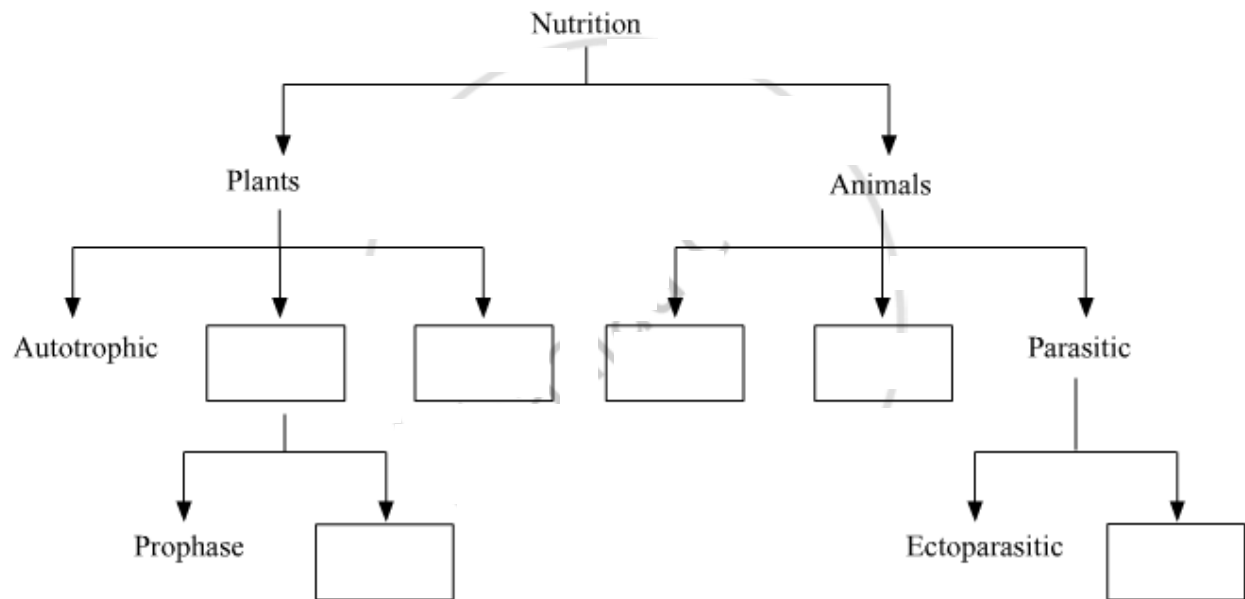 Nutrition
Plants
Animals
Autotrophic
Parasitic
Prophase
Ectoparasitic